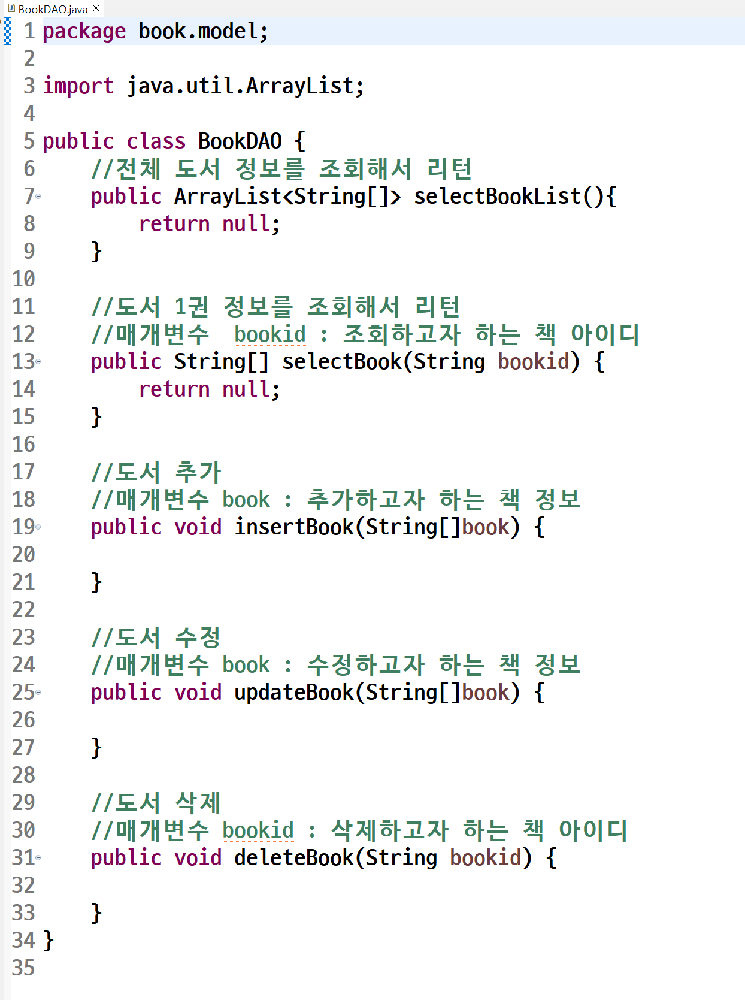 BookDAO.java
1 package book.model;
2
3 import java.util.ArrayList;
4
5 public class BookDAO {
6     //전체 도서 정보를 조회해서 리턴
7     public ArrayList<String[]> selectBookList(){
8         return null;
9     }
10
11     //도서 1권 정보를 조회해서 리턴
12     //매개변수  bookid : 조회하고자 하는 책 아이디
13     public String[] selectBook(String bookid) {
14         return null;
15     }
16
17     //도서 추가
18     //매개변수 book : 추가하고자 하는 책 정보
19     public void insertBook(String[]book) {
20
21     }
22
23     //도서 수정
24     //매개변수 book : 수정하고자 하는 책 정보
25     public void updateBook(String[]book) {
26
27     }
28
29     //도서 삭제
30     //매개변수 bookid : 삭제하고자 하는 책 아이디
31     public void deleteBook(String bookid) {
32
33     }
34 }
35